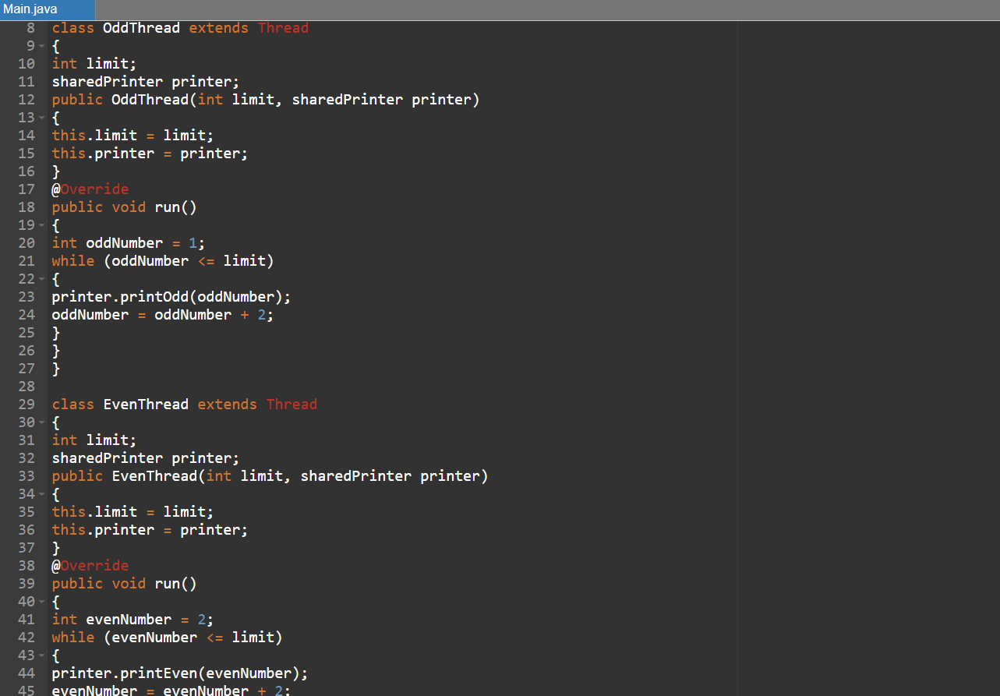 Main.java
8 class OddThread extends Thread
9 {
10 int limit;
11 sharedPrinter printer;
12 public OddThread(int limit, sharedPrinter printer)
13 {
14 this.limit = limit;
15 this.printer = printer;
16 }
17 @Override
18 public void run()
19 {
20 int oddNumber = 1;
21 while (oddNumber <= limit)
22 {
23 printer.printOdd(oddNumber);
24 oddNumber = oddNumber + 2;
25 }
26 }
27 }
28
29 class EvenThread extends Thread
30 {
31 int limit;
32 sharedPrinter printer;
33 public EvenThread(int limit, sharedPrinter printer)
34 {
35 this.limit = limit;
36 this.printer = printer;
37 }
38 @Override
39 public void run()
40 {
41 int evenNumber = 2;
42 while (evenNumber <= limit)
43 {
44 printer.printEven(evenNumber);
45 evenNumber = evenNumber + 2;